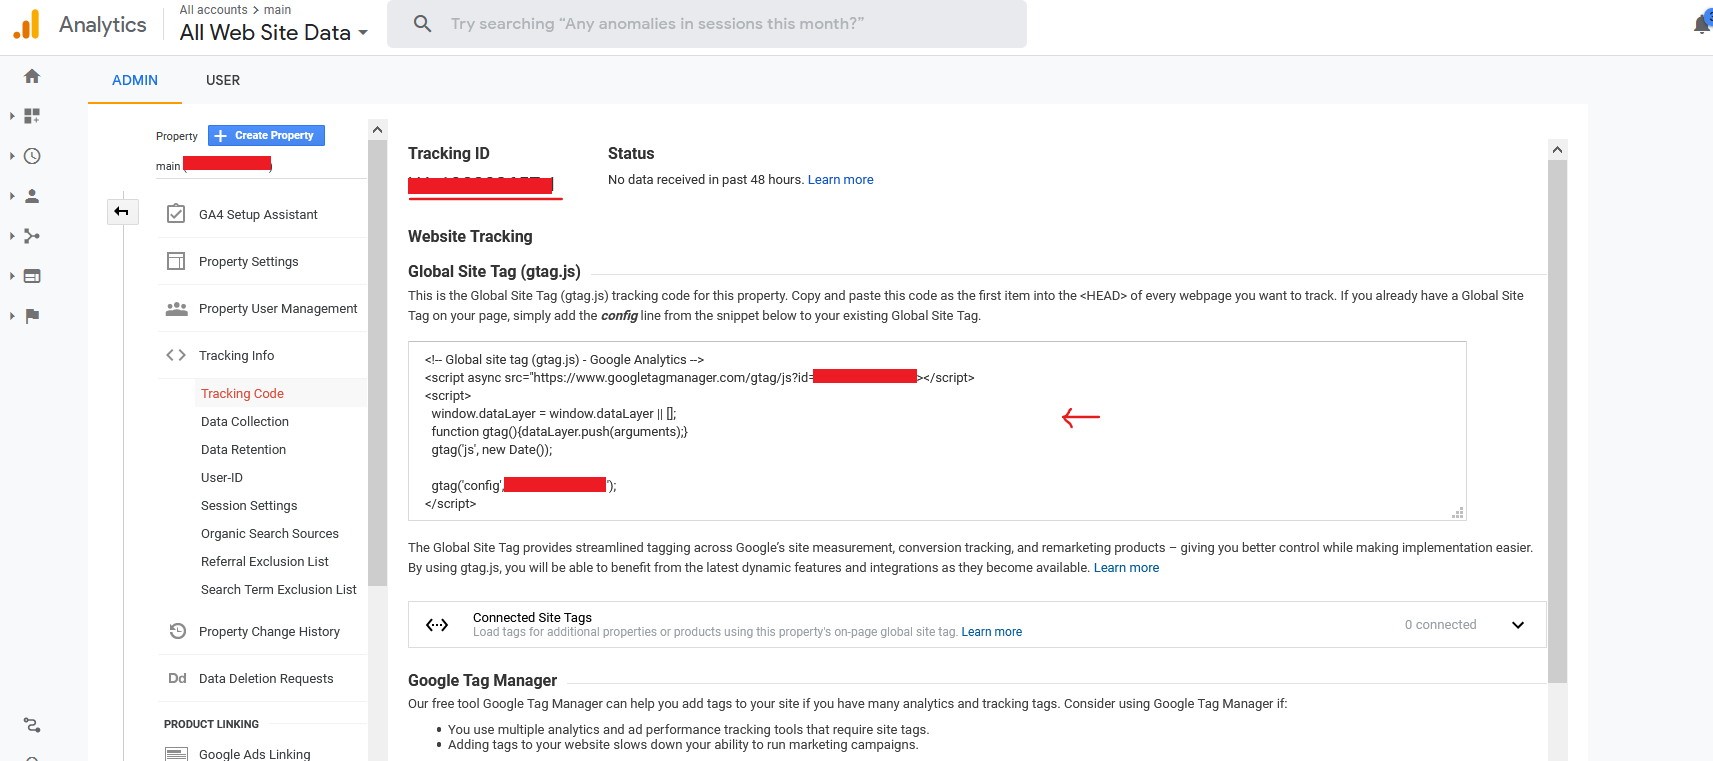 Analytics
All accounts > main
All Web Site Data
Try searching “Any anomalies in sessions this month?”
ADMIN
USER
Property
Create Property
main (
GA4 Setup Assistant
Property Settings
Property User Management
Tracking Info
Tracking Code
Data Collection
Data Retention
User-ID
Session Settings
Organic Search Sources
Referral Exclusion List
Search Term Exclusion List
Property Change History
Dd Data Deletion Requests
PRODUCT LINKING
Google Ads Linking
Tracking ID
Status
No data received in past 48 hours. Learn more
Website Tracking
Global Site Tag (gtag.js)
This is the Global Site Tag (gtag.js) tracking code for this property. Copy and paste this code as the first item into the <HEAD> of every webpage you want to track. If you already have a Global Site
Tag on your page, simply add the config line from the snippet below to your existing Global Site Tag.
<!-- Global site tag (gtag.js) - Google Analytics -->
<script async src="https://www.googletagmanager.com/gtag/js?id=></script>
<script>
window.dataLayer = window.dataLayer || [];
function gtag(){dataLayer.push(arguments);}
gtag('js', new Date());
gtag('config', ');
</script>
The Global Site Tag provides streamlined tagging across Google’s site measurement, conversion tracking, and remarketing products – giving you better control while making implementation easier.
By using gtag.js, you will be able to benefit from the latest dynamic features and integrations as they become available. Learn more
Connected Site Tags
Load tags for additional properties or products using this property's on-page global site tag. Learn more
0 connected
Google Tag Manager
Our free tool Google Tag Manager can help you add tags to your site if you have many analytics and tracking tags. Consider using Google Tag Manager if:
• You use multiple analytics and ad performance tracking tools that require site tags.
• Adding tags to your website slows down your ability to run marketing campaigns.